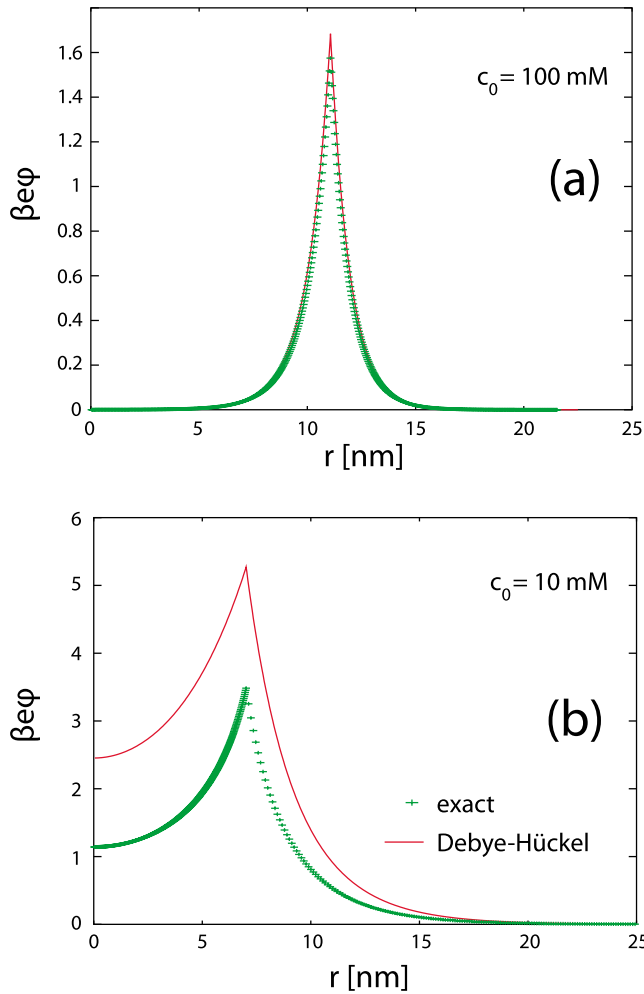 1.6
1.4
1.2
1
0.8
0.6
0.4
0.2
0
βeφ
c₀= 100 mM
(a)
0 5 10 15 20 25
r [nm]
6
5
4
3
2
1
0
βeφ
c₀= 10 mM
(b)
exact
Debye-Hückel
0 5 10 15 20 25
r [nm]